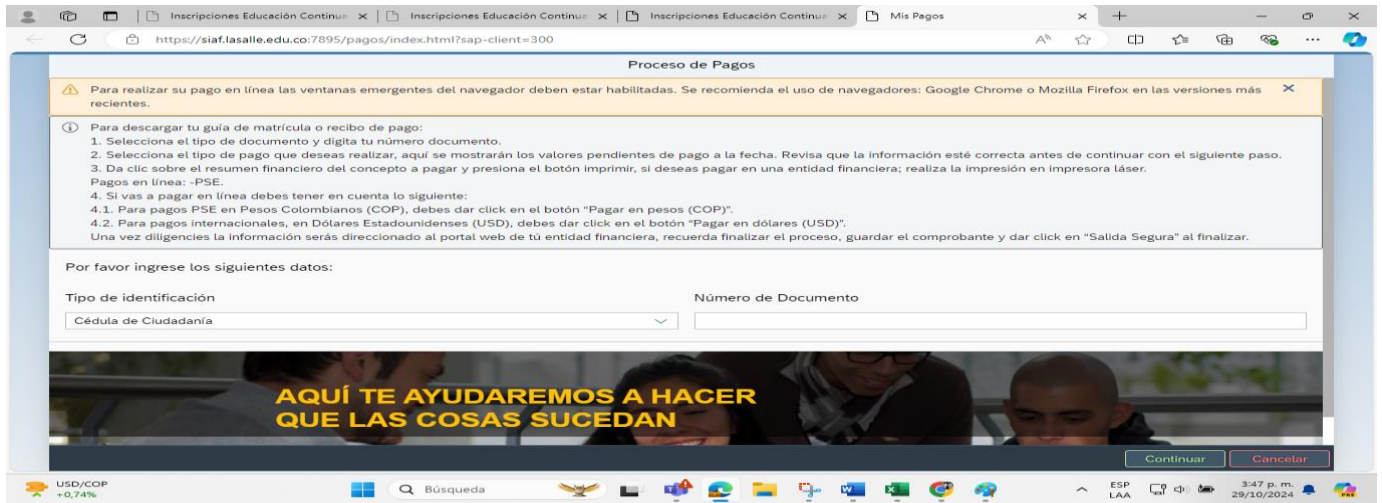 Inscripciones Educación Continua
Inscripciones Educación Continua
Inscripciones Educación Continua
Mis Pagos
https://siaf.lasalle.edu.co:7895/pagos/index.html?sap-client=300
Proceso de Pagos
Para realizar su pago en línea las ventanas emergentes del navegador deben estar habilitadas. Se recomienda el uso de navegadores: Google Chrome o Mozilla Firefox en las versiones más
recientes.
Para descargar tu guía de matrícula o recibo de pago:
1. Selecciona el tipo de documento y digita tu número documento.
2. Selecciona el tipo de pago que deseas realizar, aquí se mostrarán los valores pendientes de pago a la fecha. Revisa que la información esté correcta antes de continuar con el siguiente paso.
3. Da clic sobre el resumen financiero del concepto a pagar y presiona el botón imprimir, si deseas pagar en una entidad financiera; realiza la impresión en impresora láser.
Pagos en línea: -PSE.
4. Si vas a pagar en línea debes tener en cuenta lo siguiente:
4.1. Para pagos PSE en Pesos Colombianos (COP), debes dar click en el botón “Pagar en pesos (COP)”.
4.2. Para pagos internacionales, en Dólares Estadounidenses (USD), debes dar click en el botón “Pagar en dólares (USD)”.
Una vez diligencies la información serás direccionado al portal web de tú entidad financiera, recuerda finalizar el proceso, guardar el comprobante y dar click en “Salida Segura” al finalizar.
Por favor ingrese los siguientes datos:
Tipo de identificación
Número de Documento
Cédula de Ciudadanía
AQUÍ TE AYUDAREMOS A HACER
QUE LAS COSAS SUCEDAN
Continuar
Cancelar
USD/COP
+0,74%
Búsqueda
ESP
LAA
3:47 p. m.
29/10/2024